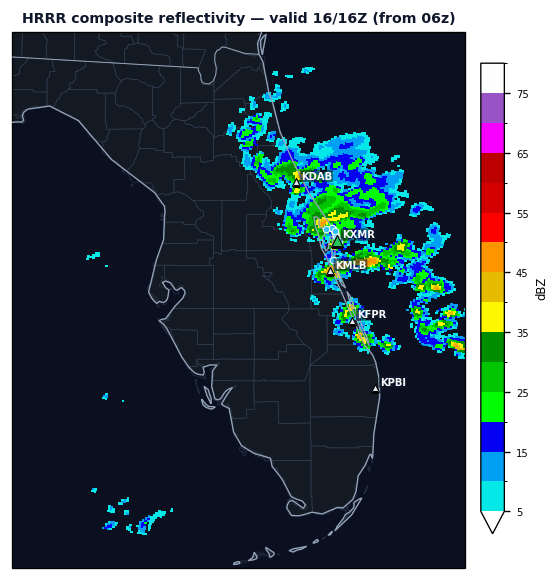 HRRR composite reflectivity — valid 16/16Z (from 06z)
KDAB
KXMR
KMLB
KFPR
KPBI
75
65
55
45
35
25
15
5
dBZ